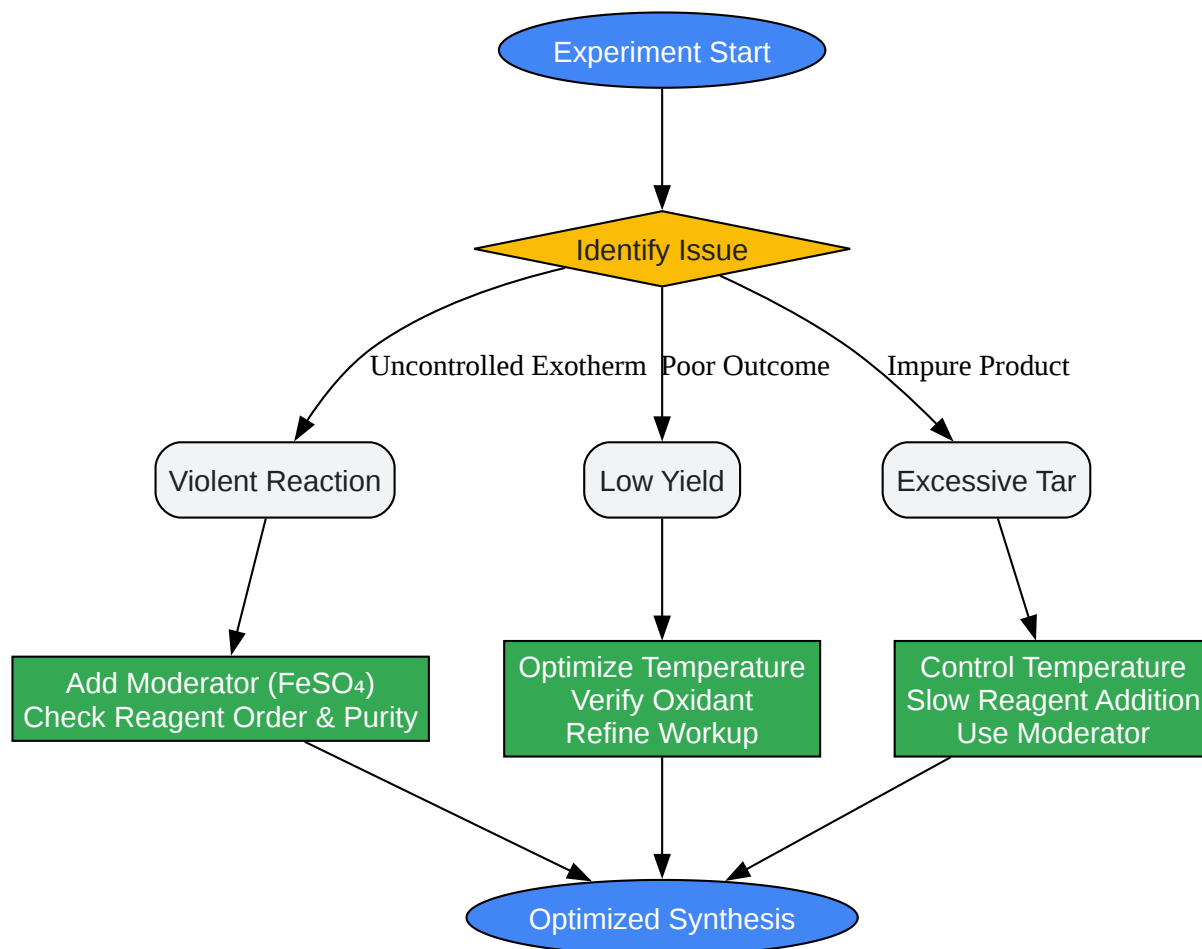 Experiment Start
Identify Issue
Uncontrolled Exotherm
Poor Outcome
Impure Product
Violent Reaction
Low Yield
Excessive Tar
Add Moderator (FeSO₄)
Check Reagent Order & Purity
Optimize Temperature
Verify Oxidant
Refine Workup
Control Temperature
Slow Reagent Addition
Use Moderator
Optimized Synthesis